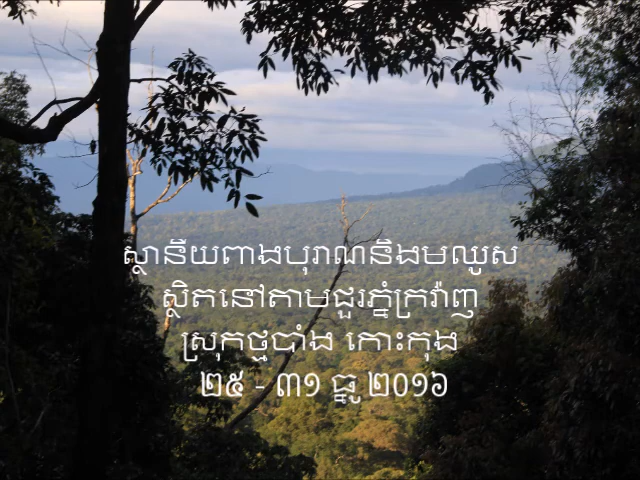 ស្ថានីយពាងបុរាណនិងមឈូស
ស្ថិតនៅតាមជួរភ្នំក្រវ៉ាញ
ស្រុកថ្មបាំង កោះកុង
២៥ - ៣១ ធ្នូ ២០១៦